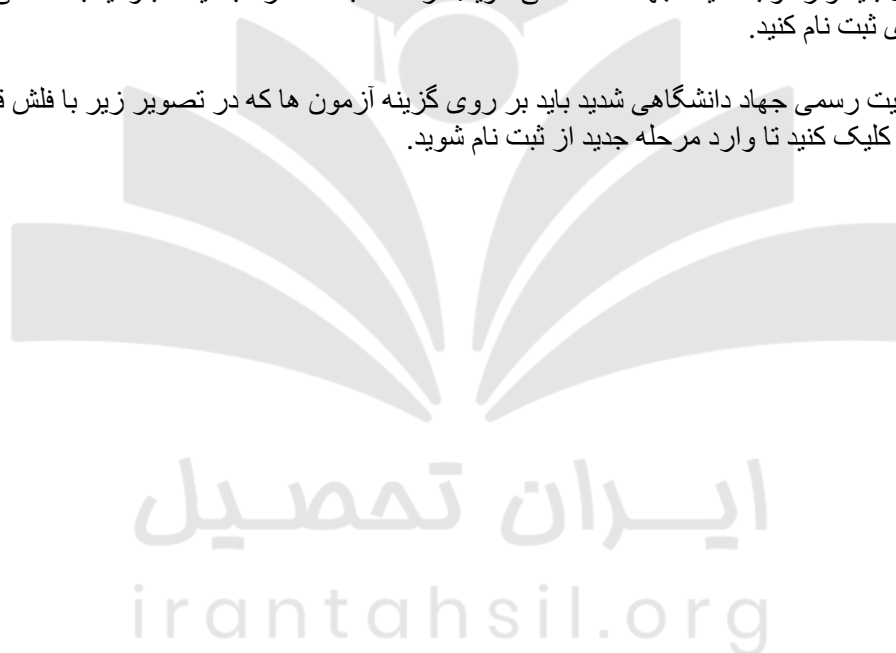 ی ثبت نام کنید.
یت رسمی جهاد دانشگاهی شدید باید بر روی گزینه آزمون ها که در تصویر زیر با فلش ق
کلیک کنید تا وارد مرحله جدید از ثبت نام شوید.
ایـــران تحصیل
irantahsil.org